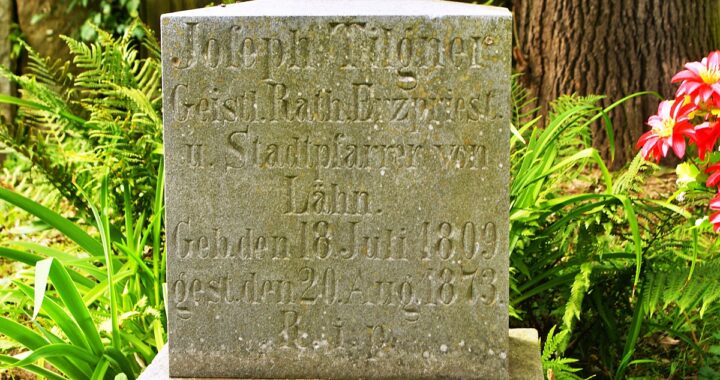 Joseph Tilgner
Geistl. Rath. Erzpriest.
u. Stadtpfarrer von
Lähn.
Geb. den 18. Juli 1809
gest. den 20. Aug. 1873.
R. i. p.